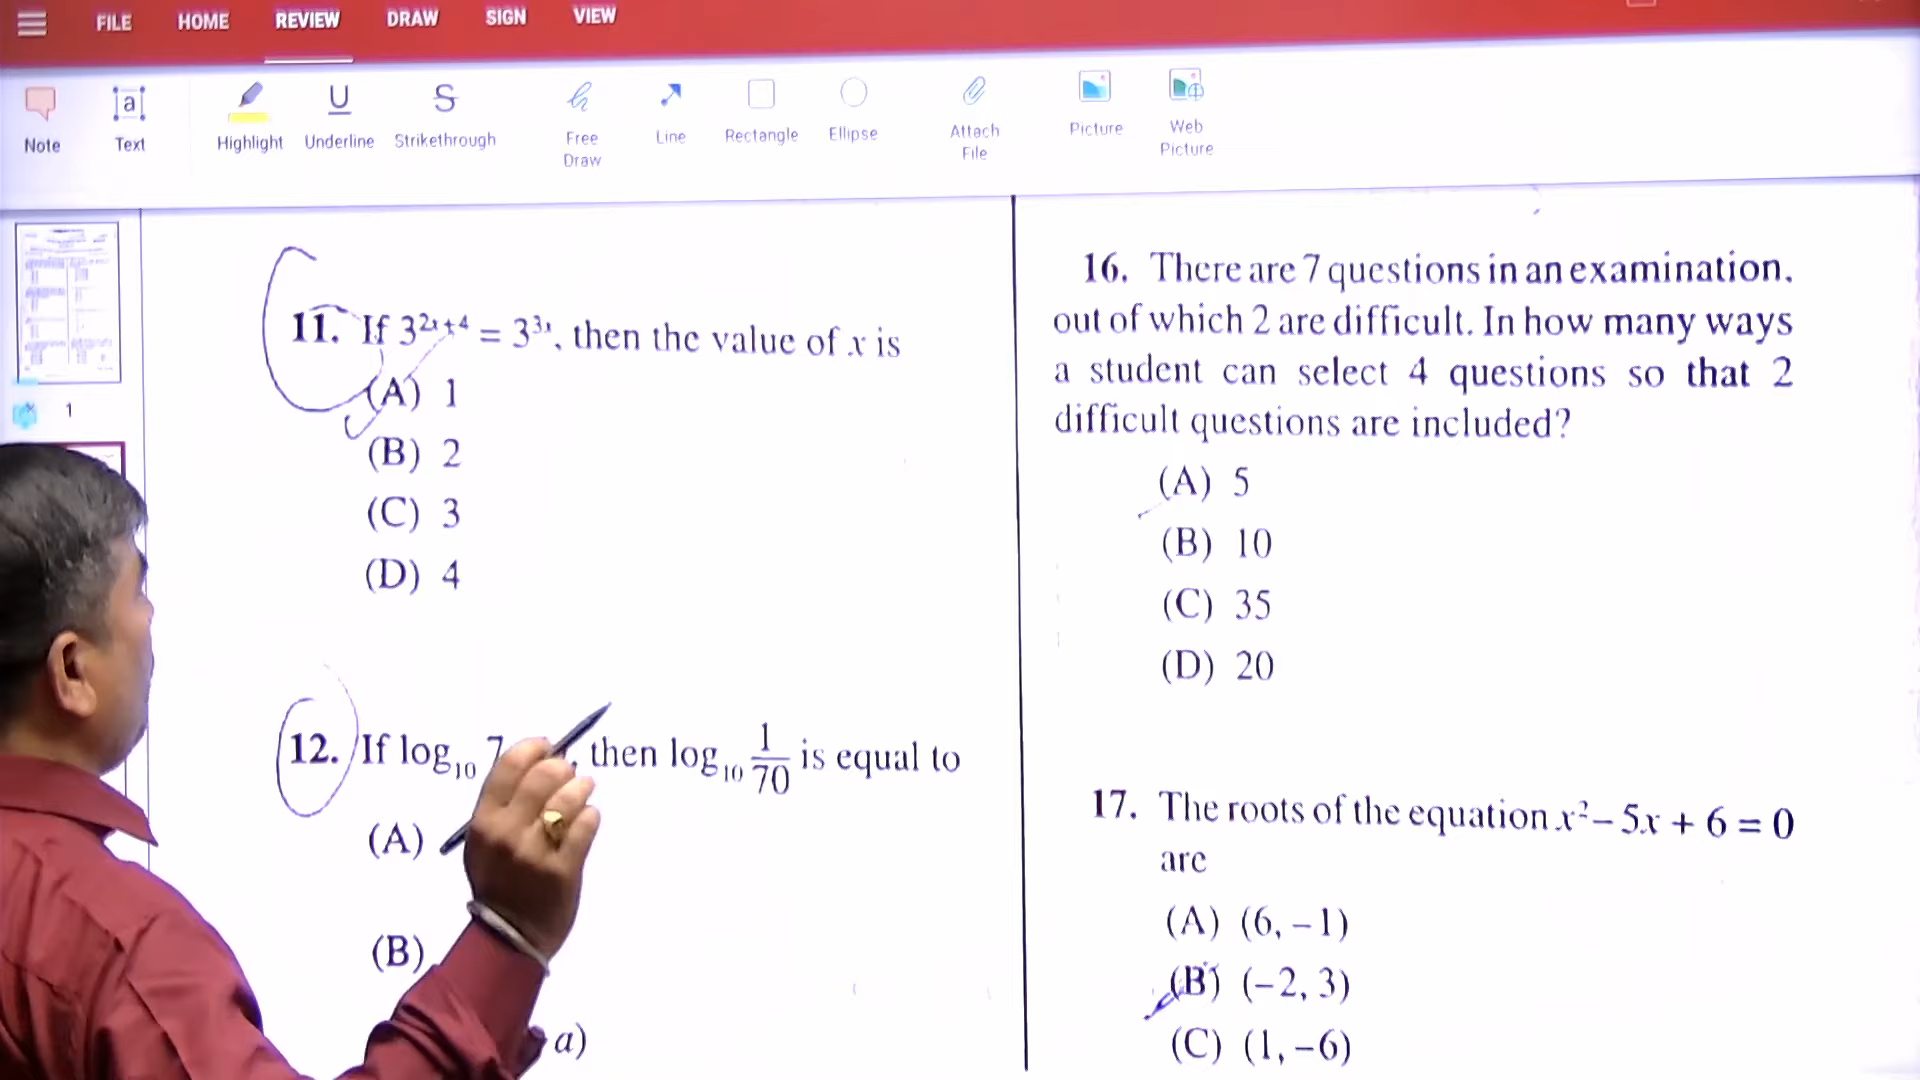 FILE HOME REVIEW DRAW SIGN VIEW
Note Text Highlight Underline Strikethrough Free Draw Line Rectangle Ellipse Attach File Picture Web Picture
1
11. If 3²ˣ⁺⁴ = 3³ˣ, then the value of x is
(A) 1
(B) 2
(C) 3
(D) 4
12. If log₁₀ 7 then log₁₀ 1/70 is equal to
(A)
(B)
a)
16. There are 7 questions in an examination.
out of which 2 are difficult. In how many ways
a student can select 4 questions so that 2
difficult questions are included?
(A) 5
(B) 10
(C) 35
(D) 20
17. The roots of the equation x² – 5x + 6 = 0
are
(A) (6, –1)
(B) (–2, 3)
(C) (1, –6)